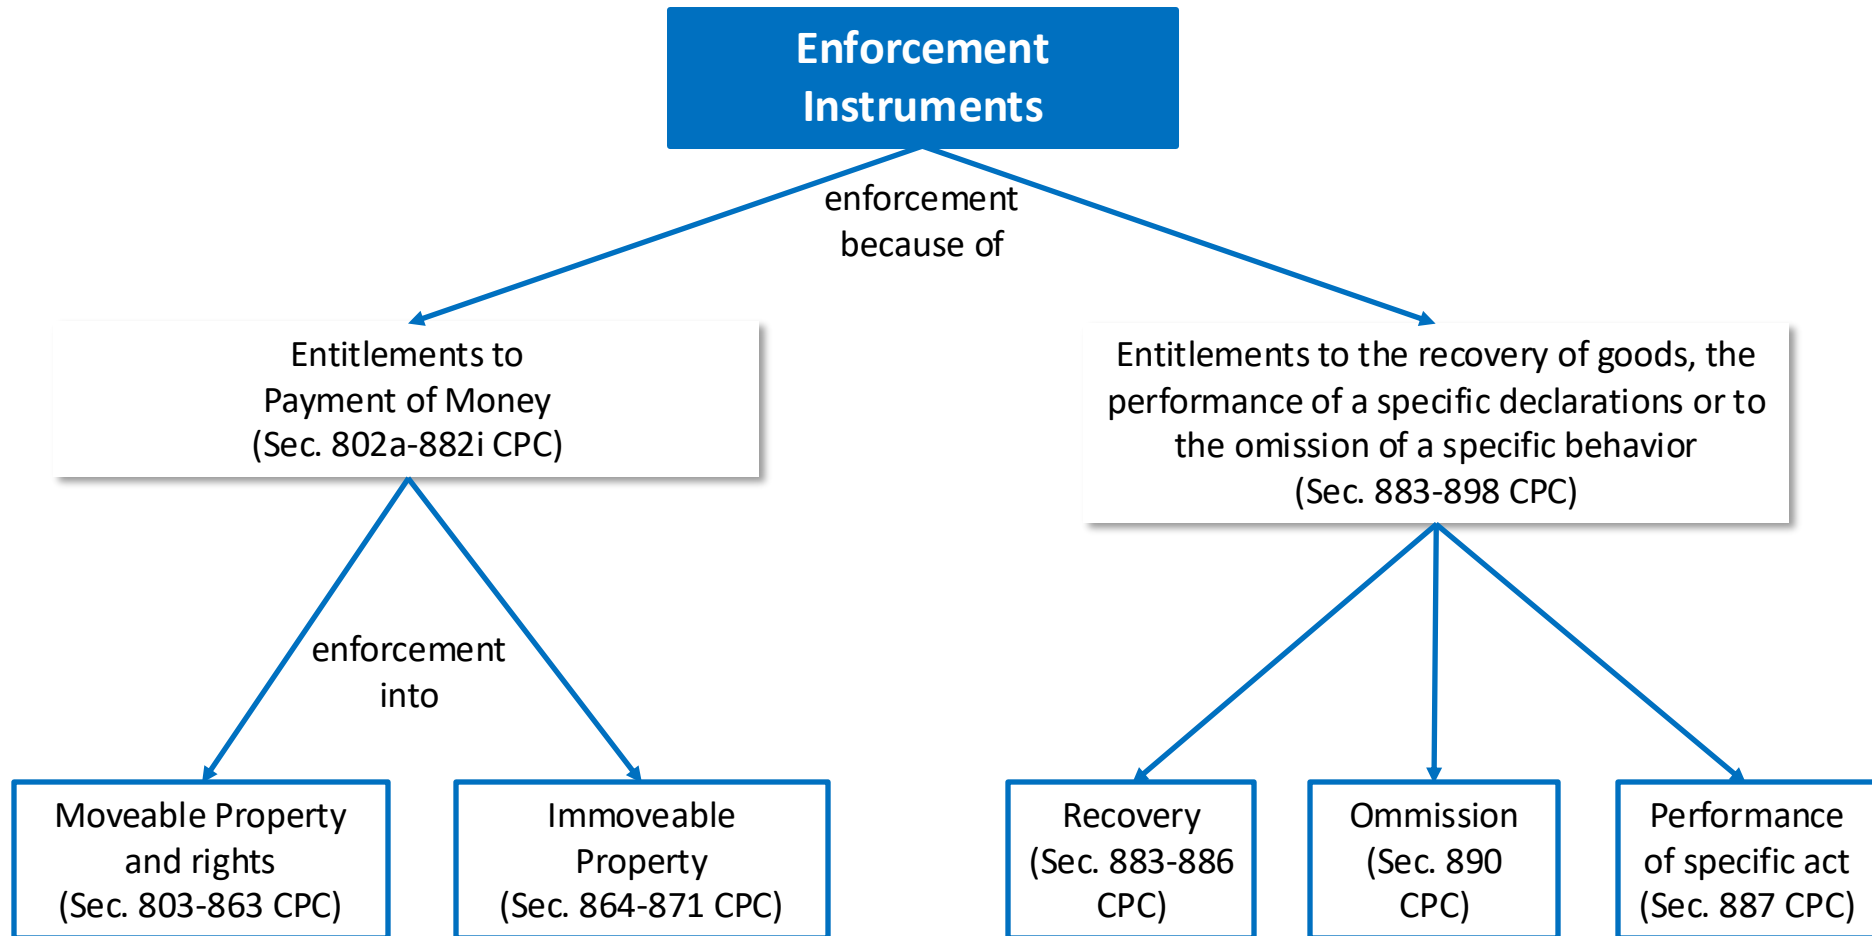 Enforcement
Instruments
enforcement
because of
Entitlements to
Payment of Money
(Sec. 802a-882i CPC)
Entitlements to the recovery of goods, the
performance of a specific declarations or to
the omission of a specific behavior
(Sec. 883-898 CPC)
enforcement
into
Moveable Property
and rights
(Sec. 803-863 CPC)
Immoveable
Property
(Sec. 864-871 CPC)
Recovery
(Sec. 883-886
CPC)
Ommission
(Sec. 890
CPC)
Performance
of specific act
(Sec. 887 CPC)